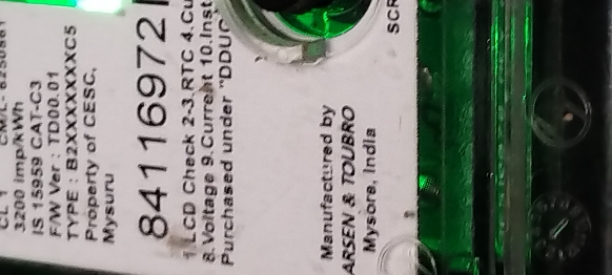 CL 1 CM/L-
3200 Imp/kWh
IS 15959 CAT-C3
F/W Ver : TD00.01
TYPE : B2XXXXXXXC5
Property of CESC,
Mysuru
84116972
1.LCD Check 2-3.RTC 4.Cu
8.Voltage 9.Current 10.Inst
Purchased under "DDUG
SCR
Manufactured by
ARSEN & TOUBRO
Mysore, India